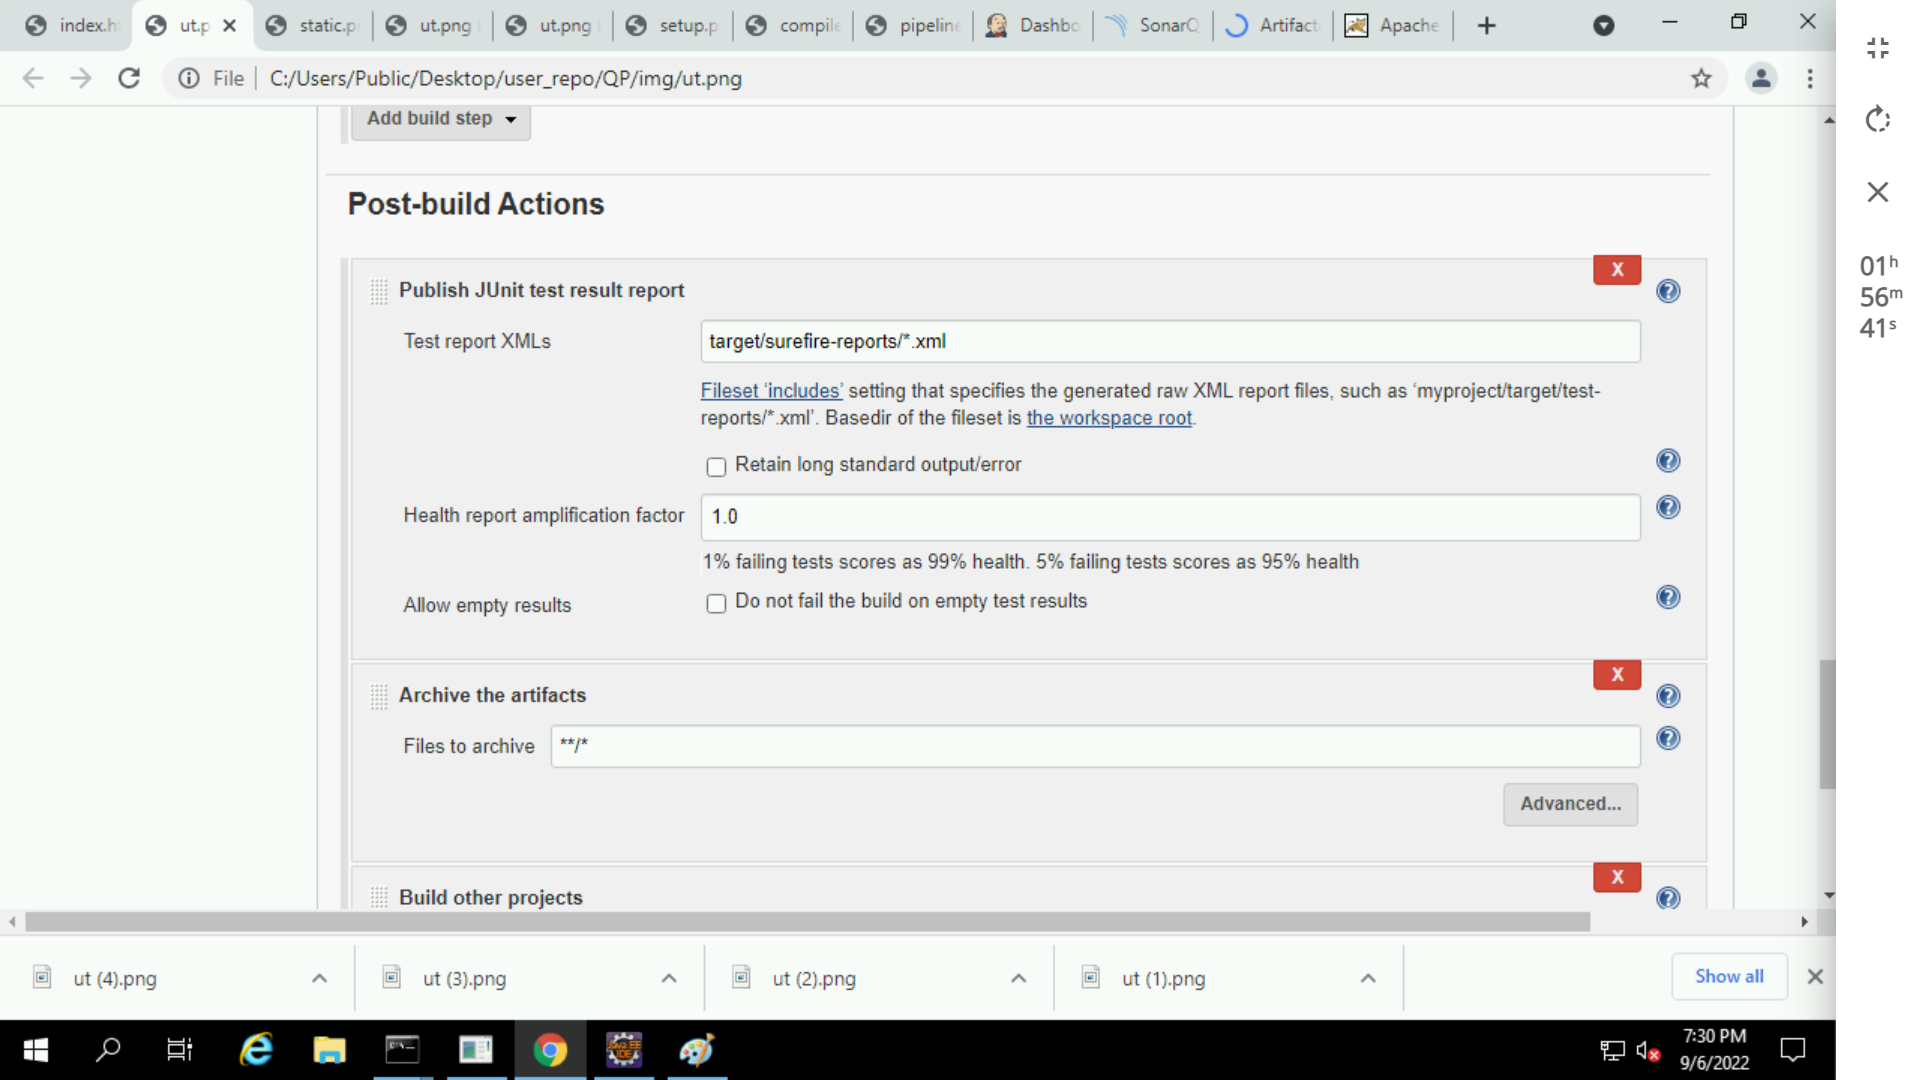 index.h
ut.p
static.p
ut.png
ut.png
setup.p
compile
pipeline
Dashbo
SonarQ
Artifact
Apache
File
C:/Users/Public/Desktop/user_repo/QP/img/ut.png
01h
56m
41s
Add build step
Post-build Actions
X
Publish JUnit test result report
Test report XMLs
target/surefire-reports/*.xml
Fileset ‘includes’ setting that specifies the generated raw XML report files, such as ‘myproject/target/test-
reports/*.xml’. Basedir of the fileset is the workspace root.
Retain long standard output/error
Health report amplification factor
1.0
1% failing tests scores as 99% health. 5% failing tests scores as 95% health
Allow empty results
Do not fail the build on empty test results
X
Archive the artifacts
Files to archive
**/*
Advanced...
X
Build other projects
ut (4).png
ut (3).png
ut (2).png
ut (1).png
Show all
7:30 PM
9/6/2022